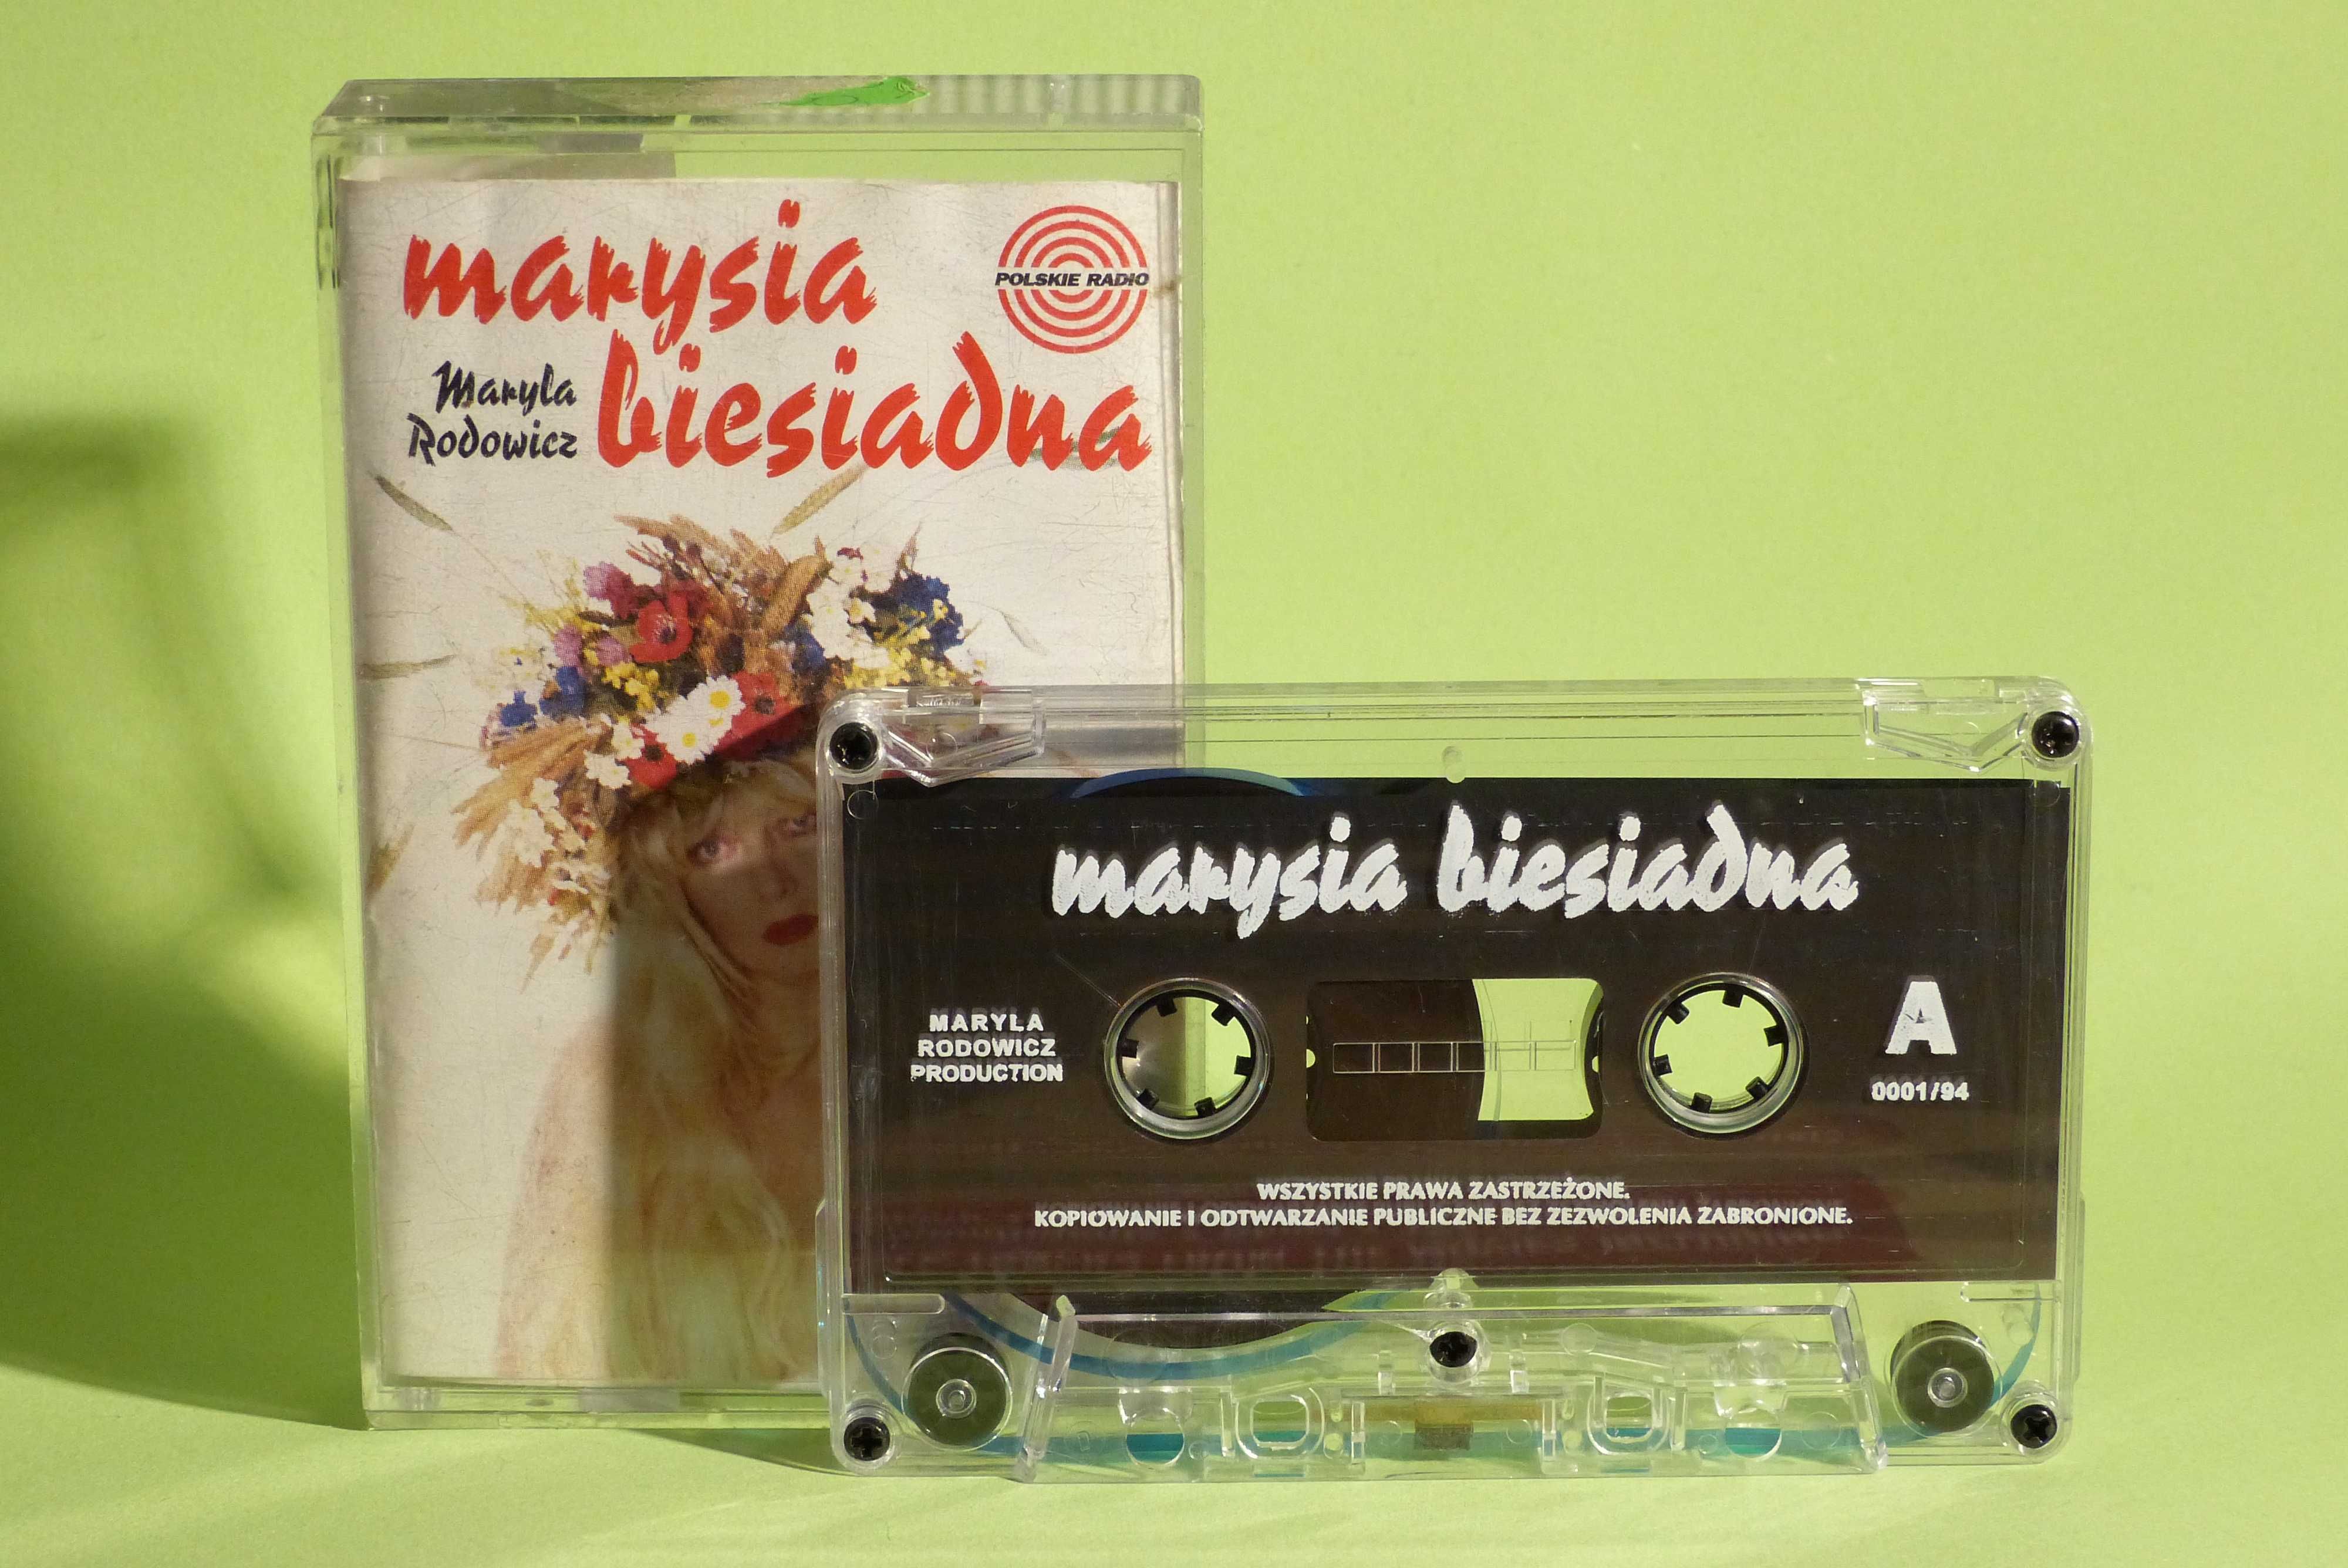 marysia
POLSKIE RADIO
Maryla
Rodowicz
biesiadna
marysia biesiadna
MARYLA
RODOWICZ
PRODUCTION
A
0001/94
WSZYSTKIE PRAWA ZASTRZEŻONE.
KOPIOWANIE I ODTWARZANIE PUBLICZNE BEZ ZEZWOLENIA ZABRONIONE.